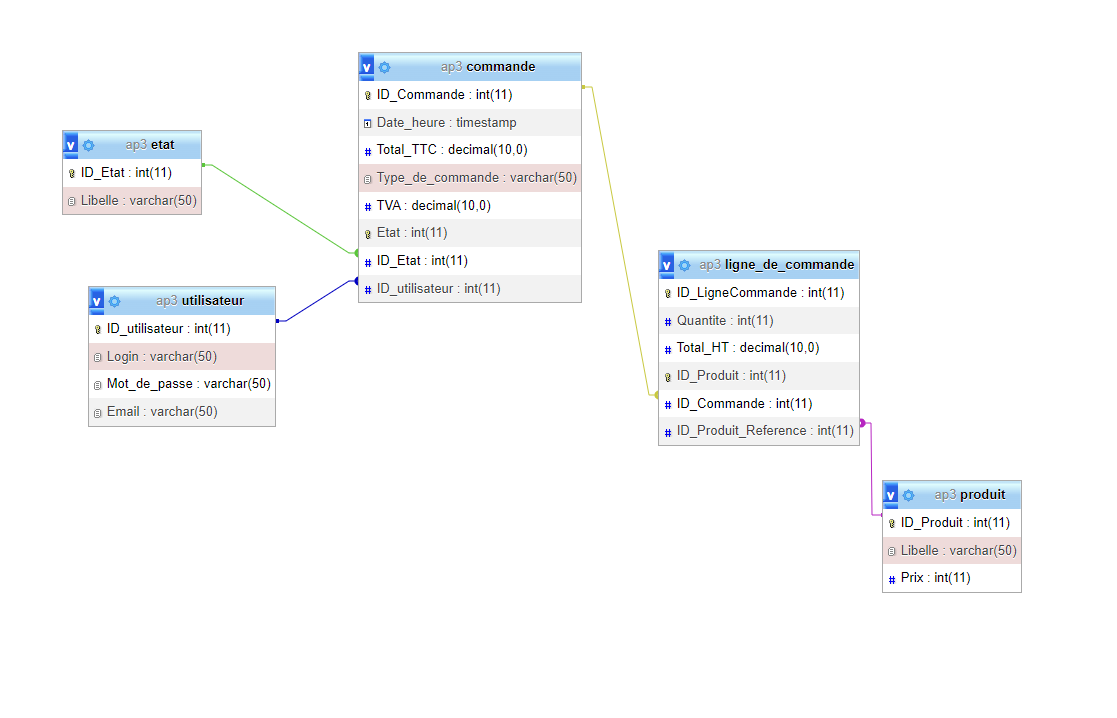 ap3 commande
ID_Commande : int(11)
Date_heure : timestamp
Total_TTC : decimal(10,0)
Type_de_commande : varchar(50)
TVA : decimal(10,0)
Etat : int(11)
ID_Etat : int(11)
ID_utilisateur : int(11)
ap3 etat
ID_Etat : int(11)
Libelle : varchar(50)
ap3 utilisateur
ID_utilisateur : int(11)
Login : varchar(50)
Mot_de_passe : varchar(50)
Email : varchar(50)
ap3 ligne_de_commande
ID_LigneCommande : int(11)
Quantite : int(11)
Total_HT : decimal(10,0)
ID_Produit : int(11)
ID_Commande : int(11)
ID_Produit_Reference : int(11)
ap3 produit
ID_Produit : int(11)
Libelle : varchar(50)
Prix : int(11)